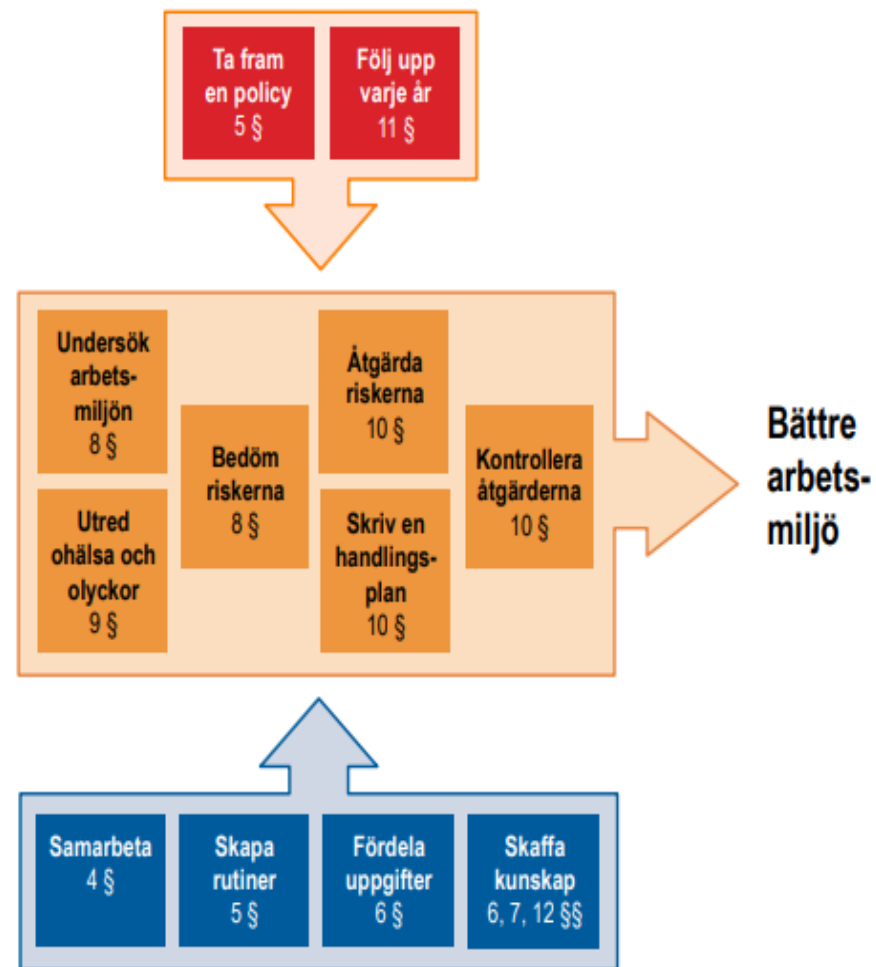 Ta fram
en policy
5 §
Följ upp
varje år
11 §
Undersök
arbets-
miljön
8 §
Utred
ohälsa och
olyckor
9 §
Bedöm
riskerna
8 §
Åtgärda
riskerna
10 §
Skriv en
handlings-
plan
10 §
Kontrollera
åtgärderna
10 §
Bättre
arbets-
miljö
Samarbeta
4 §
Skapa
rutiner
5 §
Fördela
uppgifter
6 §
Skaffa
kunskap
6, 7, 12 §§